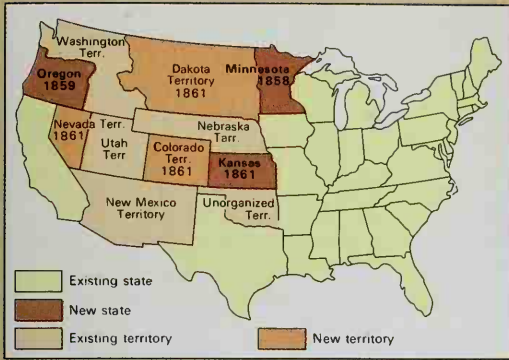 Washington
Terr.
Oregon
1859
Dakota
Territory
1861
Minnesota
1858
Nevada Terr.
1861
Utah
Terr
Nebraska
Tarr.
Colorado
Terr.
1861
Kansas
1861
New Mexico
Territory
Unorganized
Terr.
Existing state
New state
Existing territory
New territory